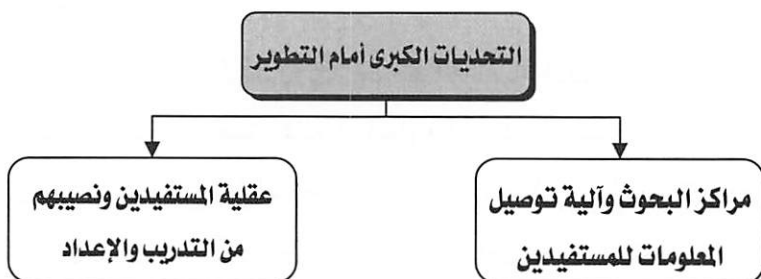 التحديات الكبرى أمام التطوير
مراكز البحوث وآلية توصيل
المعلومات للمستفيدين
عقلية المستفيدين ونصيبهم
من التدريب والإعداد